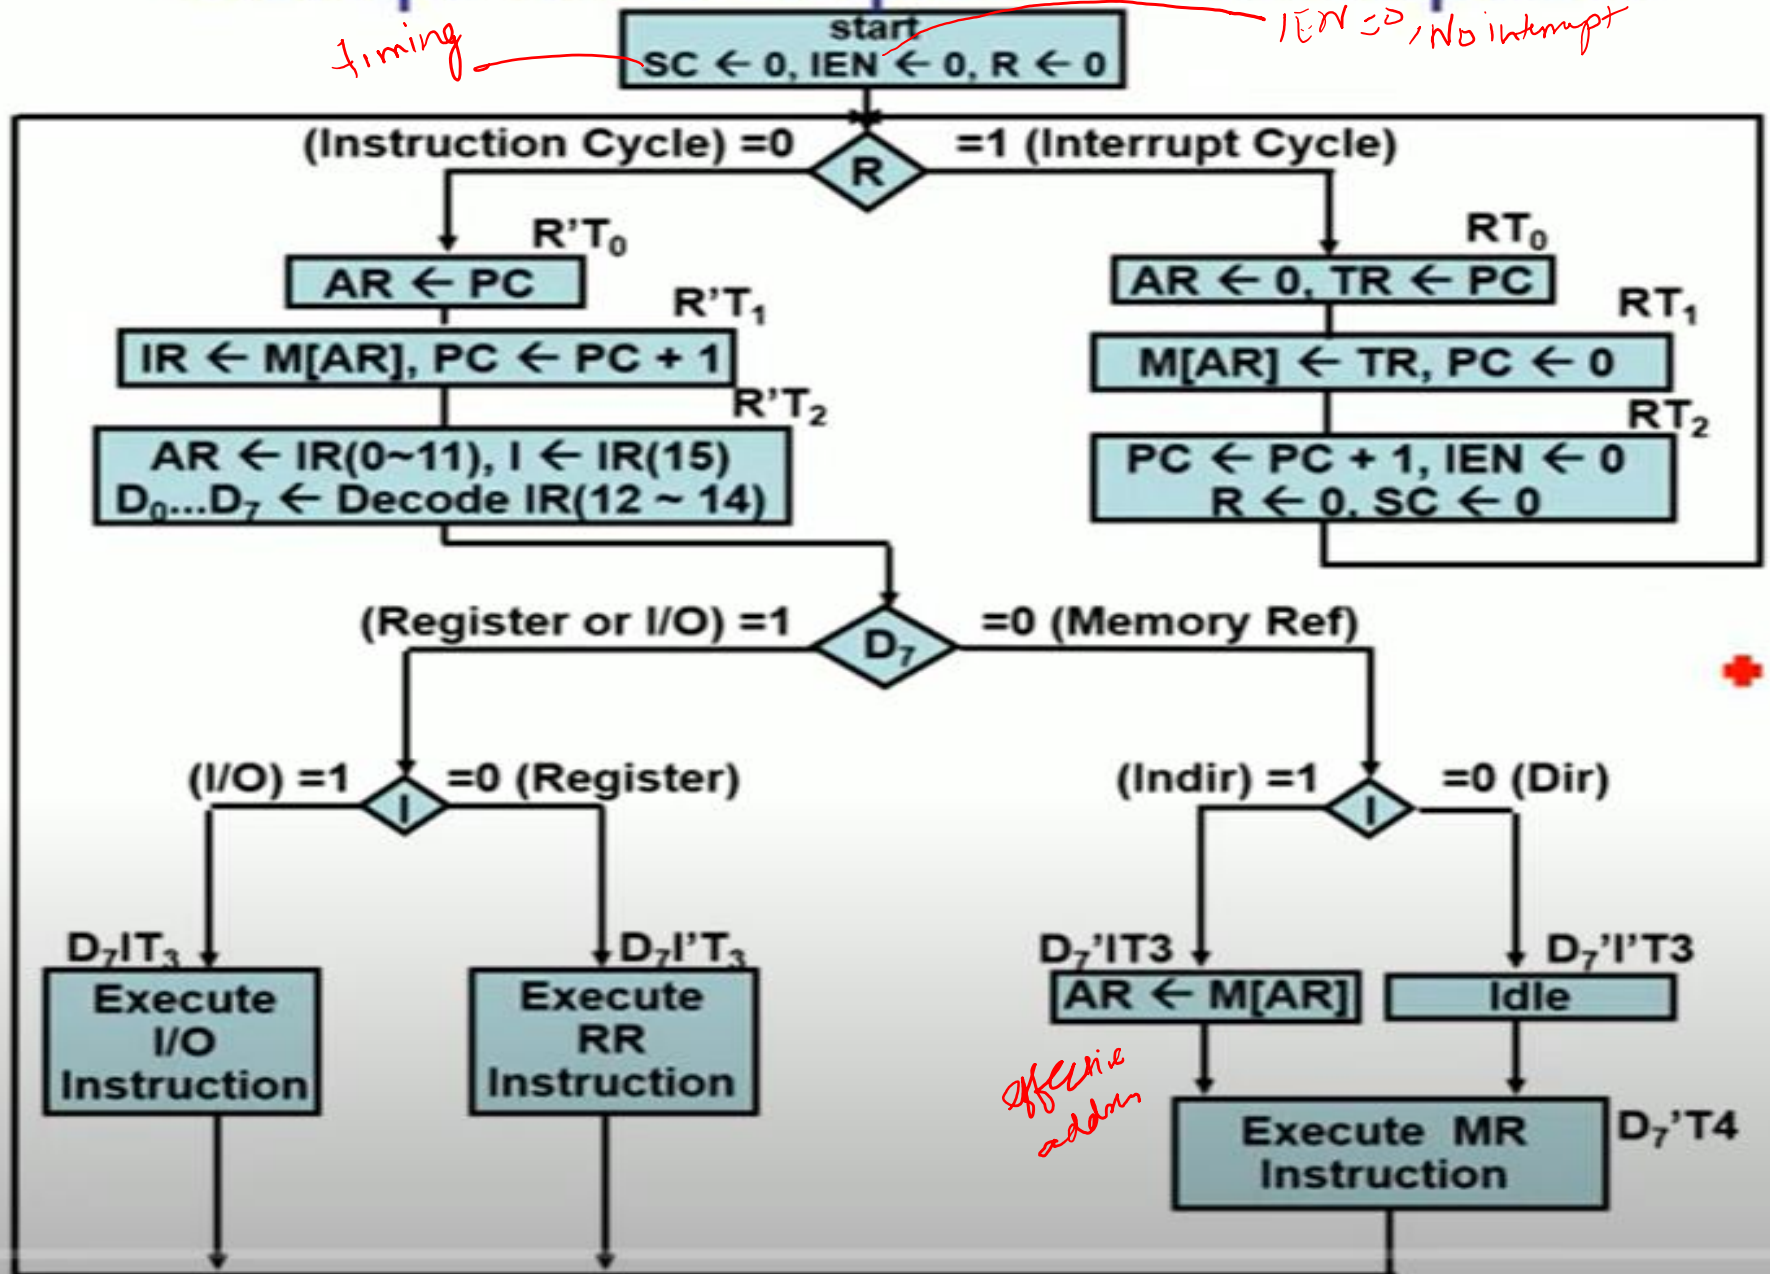 start
timing
SC ← 0, IEN ← 0, R ← 0
IEN = 0, No interrupt
(Instruction Cycle) =0
R
=1 (Interrupt Cycle)
R’T₀
AR ← PC
R’T₁
IR ← M[AR], PC ← PC + 1
R’T₂
AR ← IR(0~11), I ← IR(15)
D₀...D₇ ← Decode IR(12 ~ 14)
RT₀
AR ← 0, TR ← PC
RT₁
M[AR] ← TR, PC ← 0
RT₂
PC ← PC + 1, IEN ← 0
R ← 0, SC ← 0
(Register or I/O) =1
D₇
=0 (Memory Ref)
(I/O) =1
I
=0 (Register)
(Indir) =1
I
=0 (Dir)
D₇IT₃
Execute
I/O
Instruction
D₇I’T₃
Execute
RR
Instruction
D₇’IT3
AR ← M[AR]
D₇’I’T3
Idle
effective
address
Execute MR
Instruction
D₇’T4